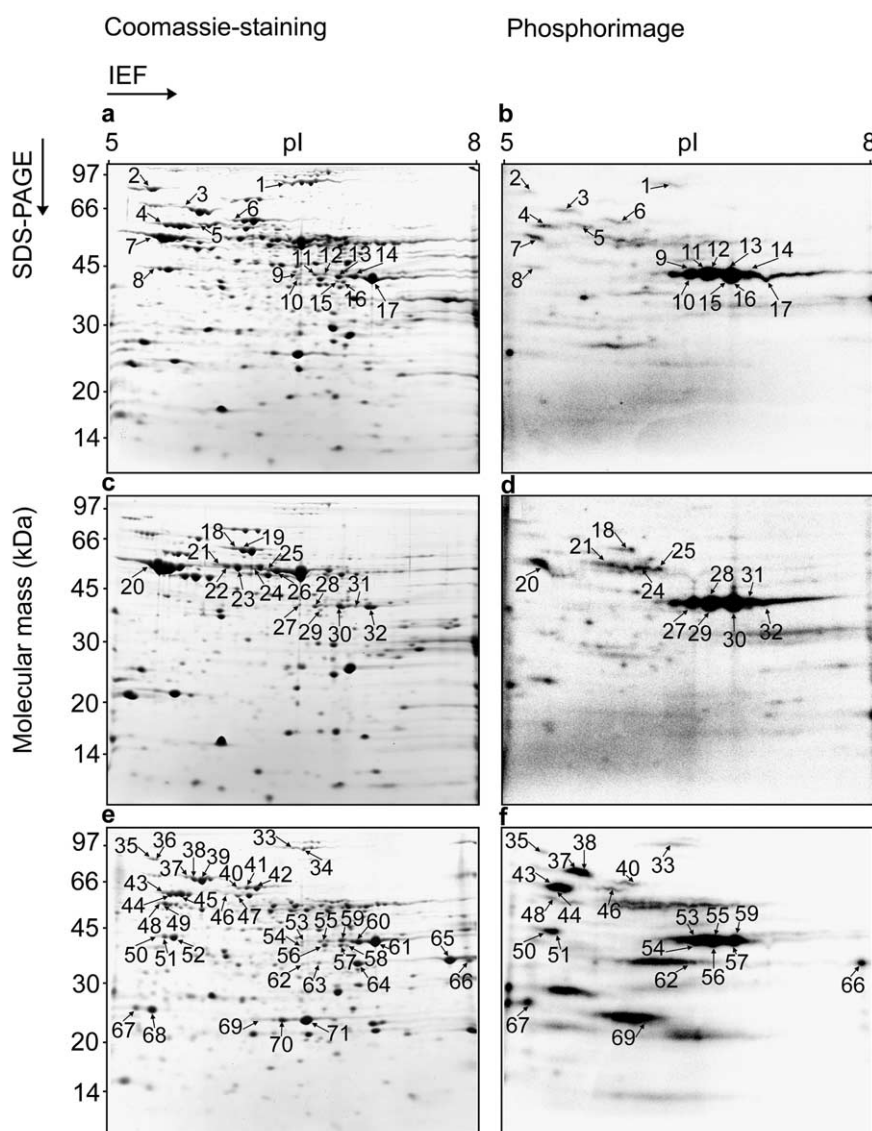 Coomassie-staining Phosphorimage
IEF
a b
5 pI 8 5 pI 8
SDS-PAGE
Molecular mass (kDa)
97
66
45
30
20
14
2 3 1 4 6 5 7 8 9 11 12 13 14 10 15 16 17
2 3 1 4 6 5 7 8 9 11 12 13 14 10 15 16 17
c d
97
66
45
30
20
14
18 19 21 25 20 22 23 24 26 28 31 27 29 30 32
18 21 25 20 24 28 31 27 29 30 32
e f
97
66
45
30
20
14
35 36 33 34 37 38 39 40 41 42 43 44 45 46 47 48 49 50 51 52 53 55 59 60 54 56 57 58 61 62 63 64 65 66 67 68 69 70 71
35 37 38 33 43 40 48 44 46 50 51 53 55 59 54 56 57 62 66 67 69